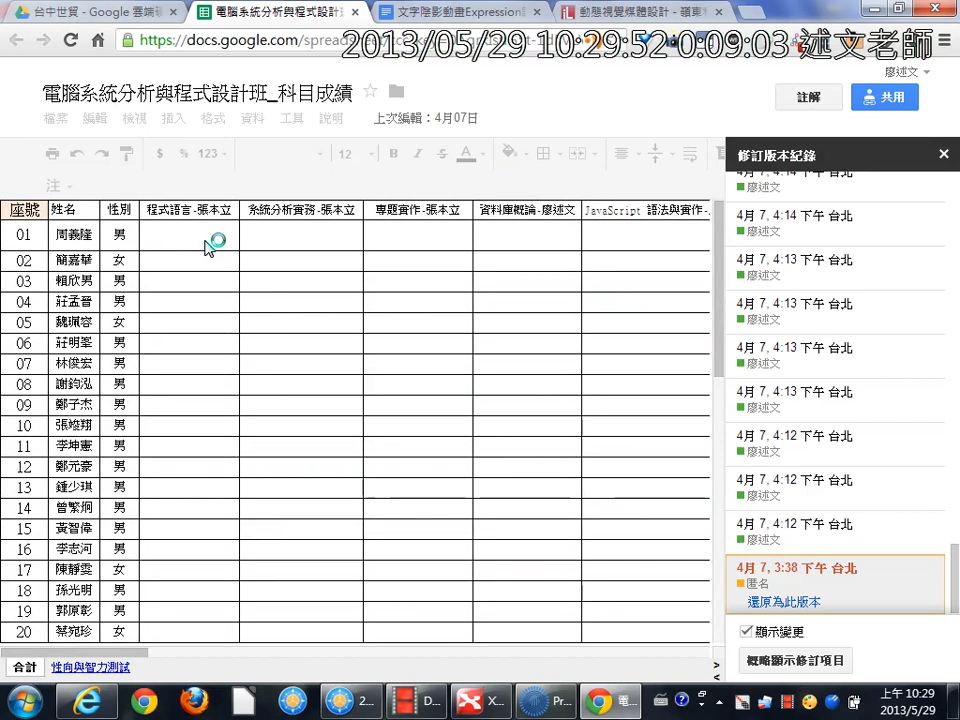 台中世貿 - Google 雲端硬
電腦系統分析與程式設計班
文字陰影動畫Expression
動態視覺媒體設計 - 嶺東
https://docs.google.com/spread
2013/05/29 10:29:52 0:09:03 述文老師
廖述文
電腦系統分析與程式設計班_科目成績
註解
共用
檔案 編輯 檢視 插入 格式 資料 工具 說明 上次編輯：4月07日
$ % 123 12 B I S A
注
修訂版本紀錄
座號 姓名 性別 程式語言-張本立 系統分析實務-張本立 專題實作-張本立 資料庫概論-廖述文 JavaScript 語法與實作-
01 周義隆 男
02 簡嘉華 女
03 賴欣男 男
04 莊孟晉 男
05 魏珮容 女
06 莊明峯 男
07 林俊宏 男
08 謝鈞泓 男
09 鄭子杰 男
10 張竣翔 男
11 李坤憲 男
12 鄭元豪 男
13 鍾少琪 男
14 曾繁炯 男
15 黃智偉 男
16 李志河 男
17 陳靜雯 女
18 孫光明 男
19 郭原彰 男
20 蔡宛珍 女
合計 性向與智力測試
廖述文
4月 7, 4:14 下午 台北
廖述文
4月 7, 4:13 下午 台北
廖述文
4月 7, 4:13 下午 台北
廖述文
4月 7, 4:13 下午 台北
廖述文
4月 7, 4:13 下午 台北
廖述文
4月 7, 4:12 下午 台北
廖述文
4月 7, 4:12 下午 台北
廖述文
4月 7, 4:12 下午 台北
廖述文
4月 7, 3:38 下午 台北
匿名
還原為此版本
顯示變更
概略顯示修訂項目
2...
D...
X...
Pr...
電...
上午 10:29
2013/5/29